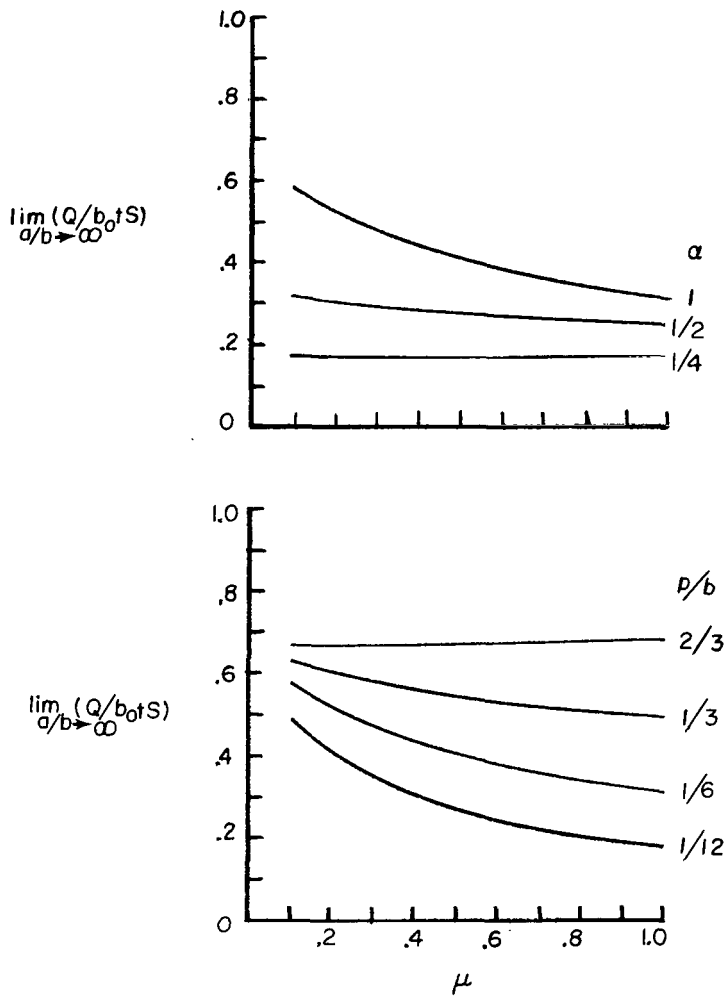 1.0
.8
.6
lim (Q/b₀tS)
a/b→∞
.4
α
1
1/2
.2
1/4
0
1.0
p/b
.8
2/3
.6
lim (Q/b₀tS)
a/b→∞
1/3
.4
1/6
.2
1/12
0
.2 .4 .6 .8 1.0
μ